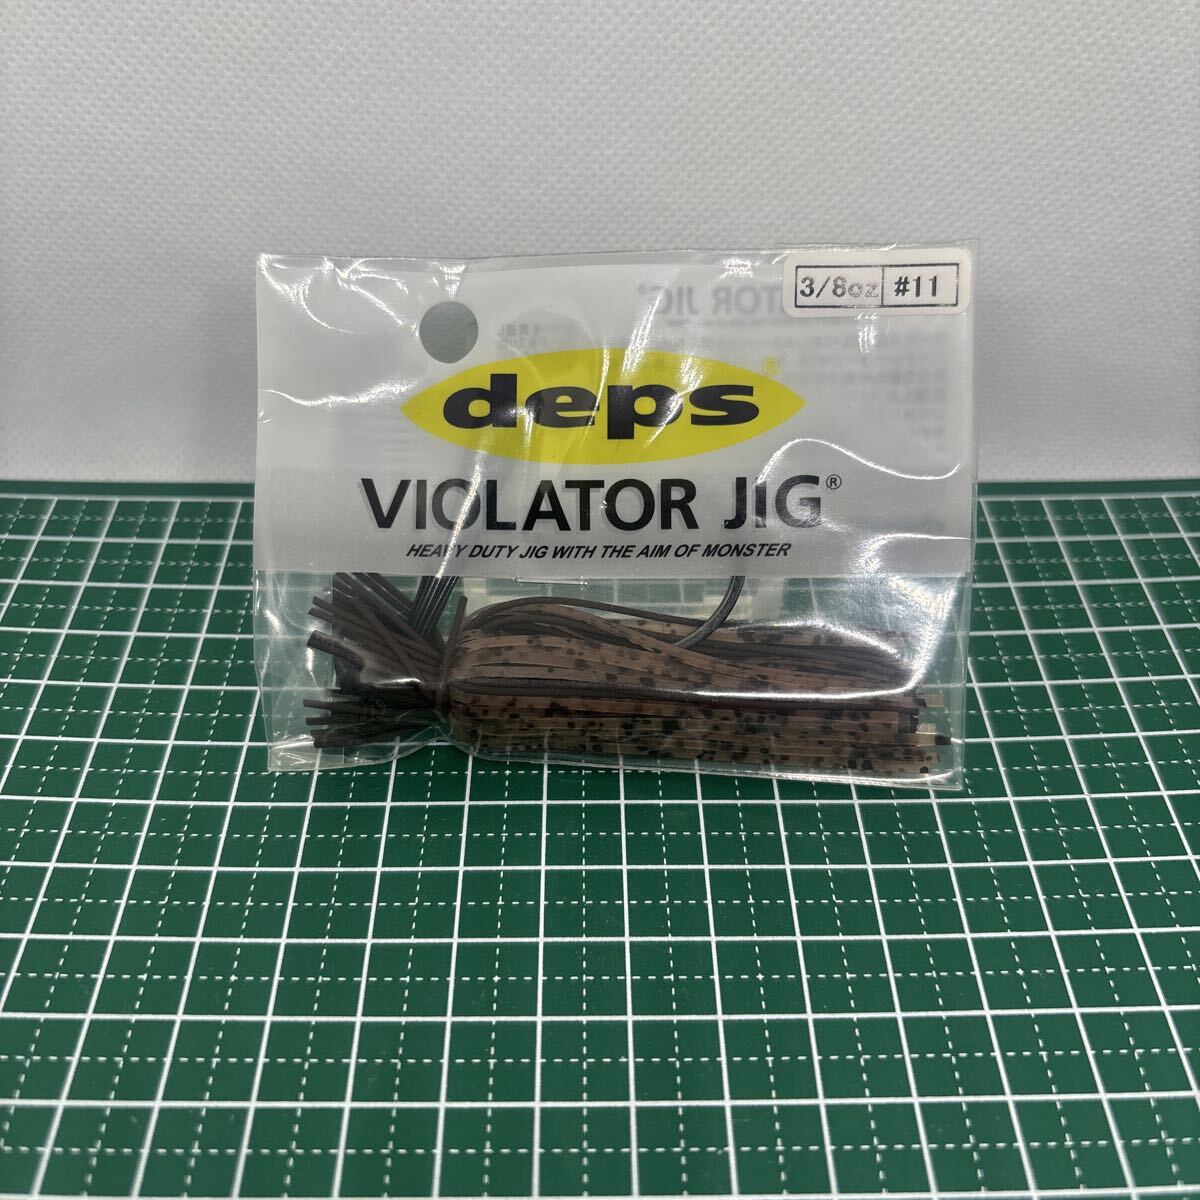 3/8oz #11
deps®
VIOLATOR JIG®
HEAVY DUTY JIG WITH THE AIM OF MONSTER